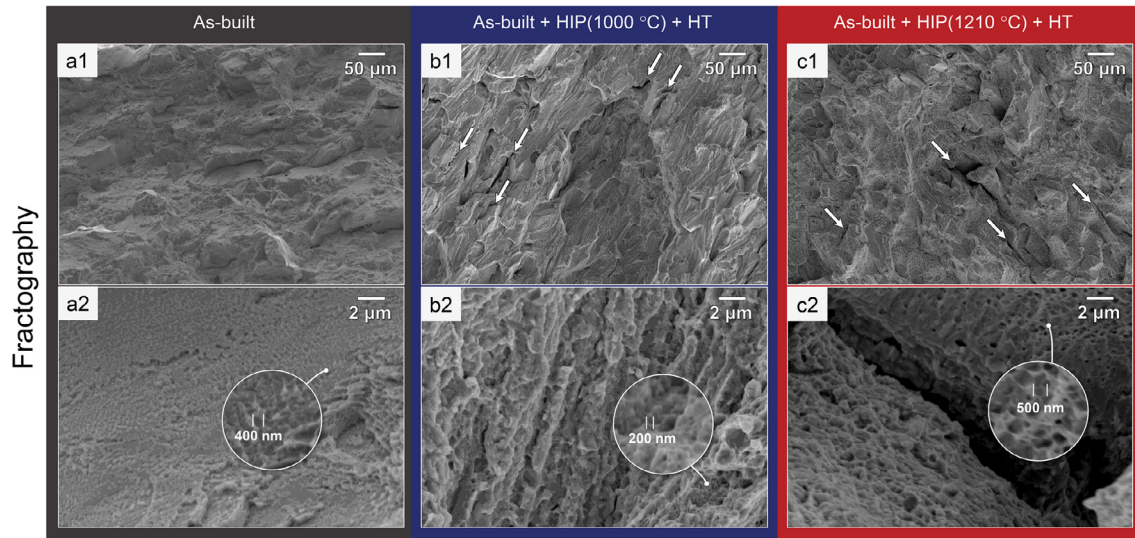 As-built
As-built + HIP(1000 °C) + HT
As-built + HIP(1210 °C) + HT
Fractography
a1
50 µm
b1
50 µm
c1
50 µm
a2
2 µm
400 nm
b2
2 µm
200 nm
c2
2 µm
500 nm